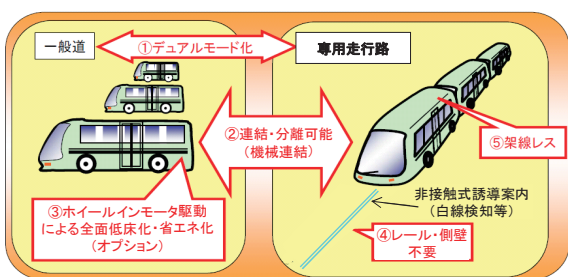 一般道
①デュアルモード化
専用走行路
②連結・分離可能
（機械連結）
⑤架線レス
③ホイールインモータ駆動
による全面低床化・省エネ化
（オプション）
非接触式誘導案内
（白線検知等）
④レール・側壁
不要